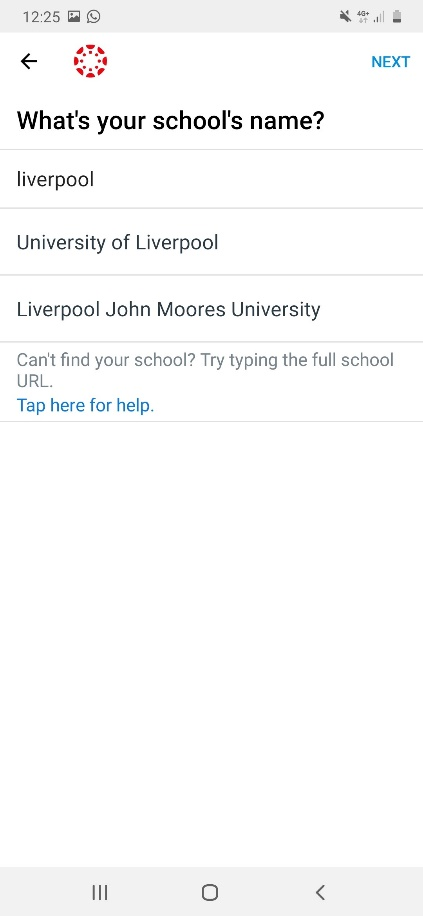 12:25
4G+
NEXT
What's your school's name?
liverpool
University of Liverpool
Liverpool John Moores University
Can't find your school? Try typing the full school
URL.
Tap here for help.